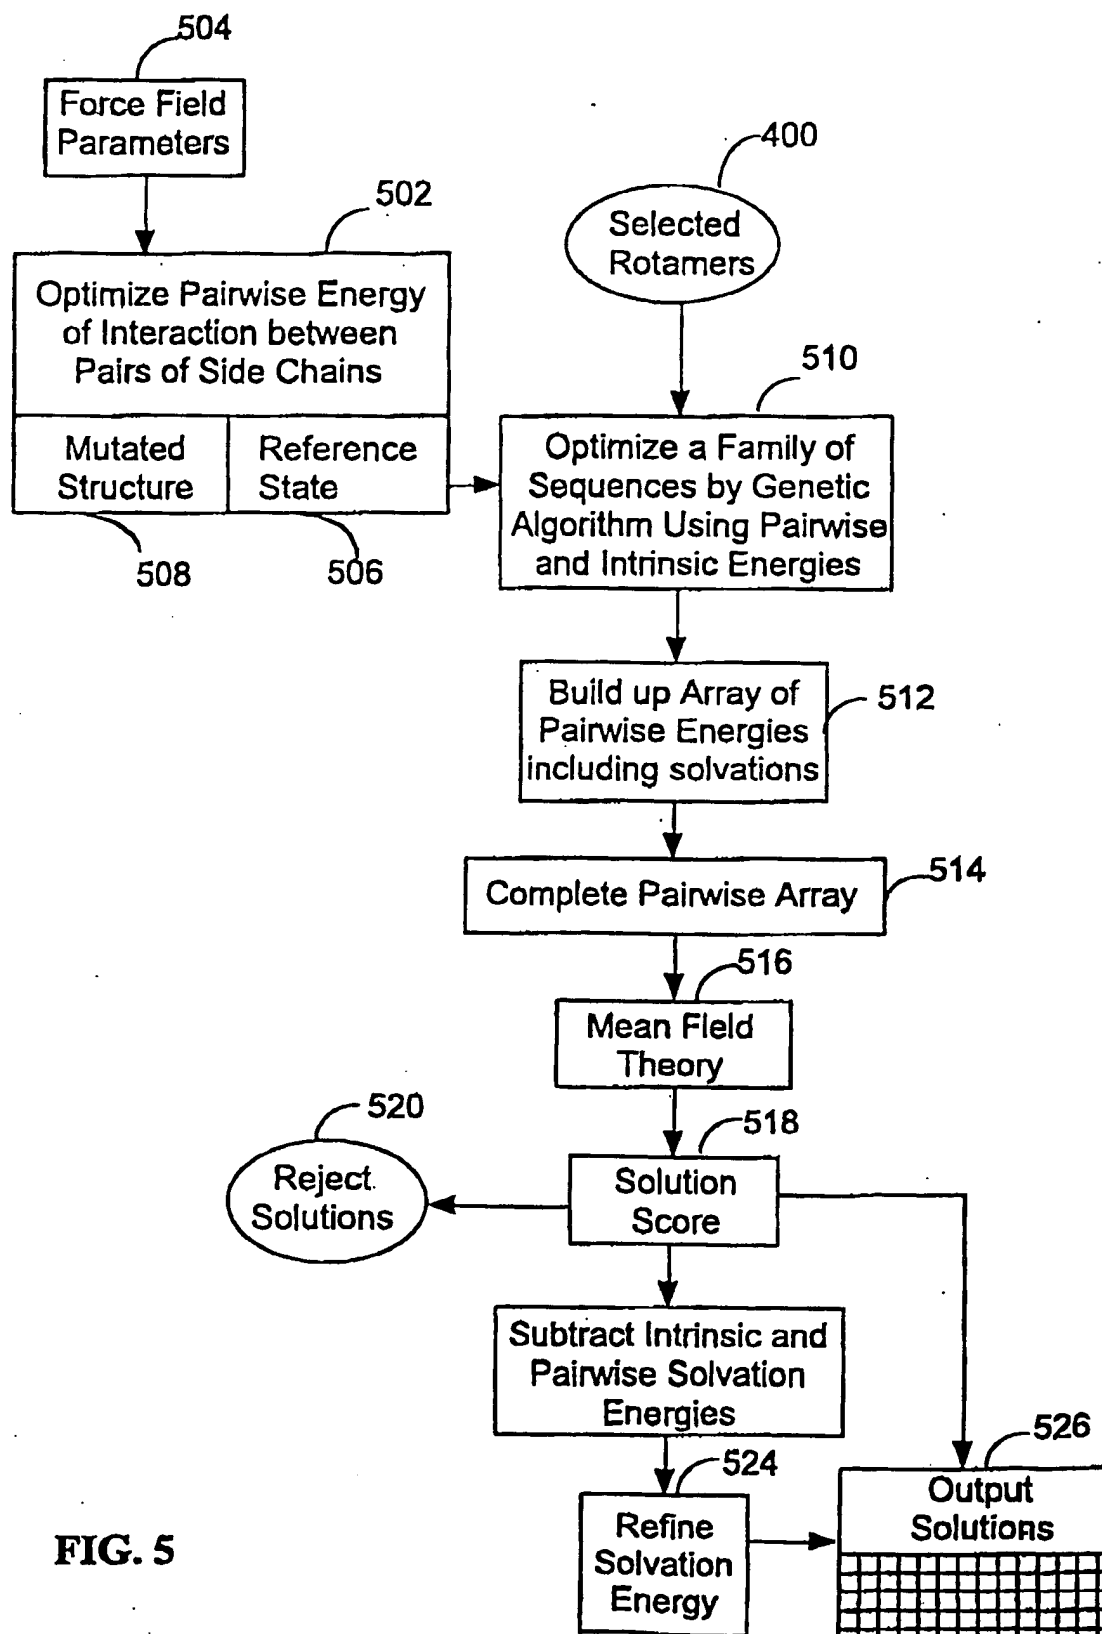 504
Force Field
Parameters
400
502
Selected
Rotamers
Optimize Pairwise Energy
of Interaction between
Pairs of Side Chains
510
Mutated
Structure
Reference
State
Optimize a Family of
Sequences by Genetic
Algorithm Using Pairwise
and Intrinsic Energies
508
506
Build up Array of
Pairwise Energies
including solvations
512
Complete Pairwise Array
514
516
Mean Field
Theory
520
518
Reject.
Solutions
Solution
Score
Subtract Intrinsic and
Pairwise Solvation
Energies
526
524
Output
Solutions
Refine
Solvation
Energy
FIG. 5